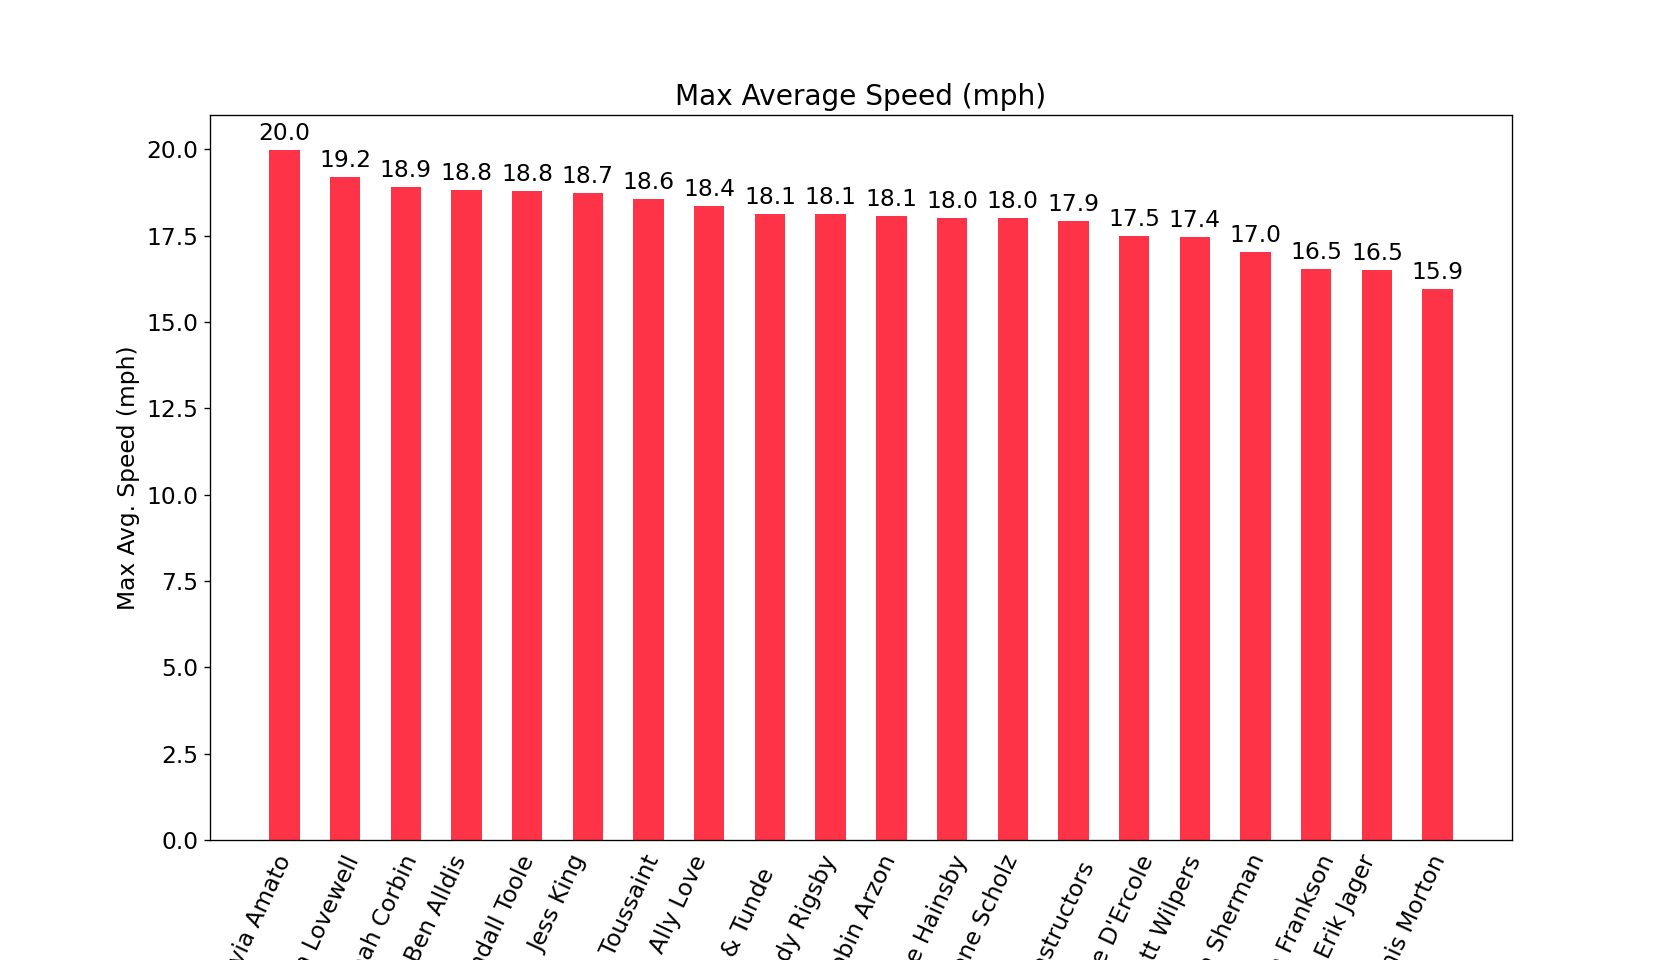 Max Average Speed (mph)
20.0 19.2 18.9 18.8 18.8 18.7 18.6 18.4 18.1 18.1 18.1 18.0 18.0 17.9 17.5 17.4 17.0 16.5 16.5 15.9
Max Avg. Speed (mph)
20.0
17.5
15.0
12.5
10.0
7.5
5.0
2.5
0.0
via Amato
Lovewell
ah Corbin
Ben Alldis
ndall Toole
Jess King
Toussaint
Ally Love
& Tunde
dy Rigsby
obin Arzon
e Hainsby
ne Scholz
structors
e D'Ercole
tt Wilpers
Sherman
Frankson
Erik Jager
nis Morton